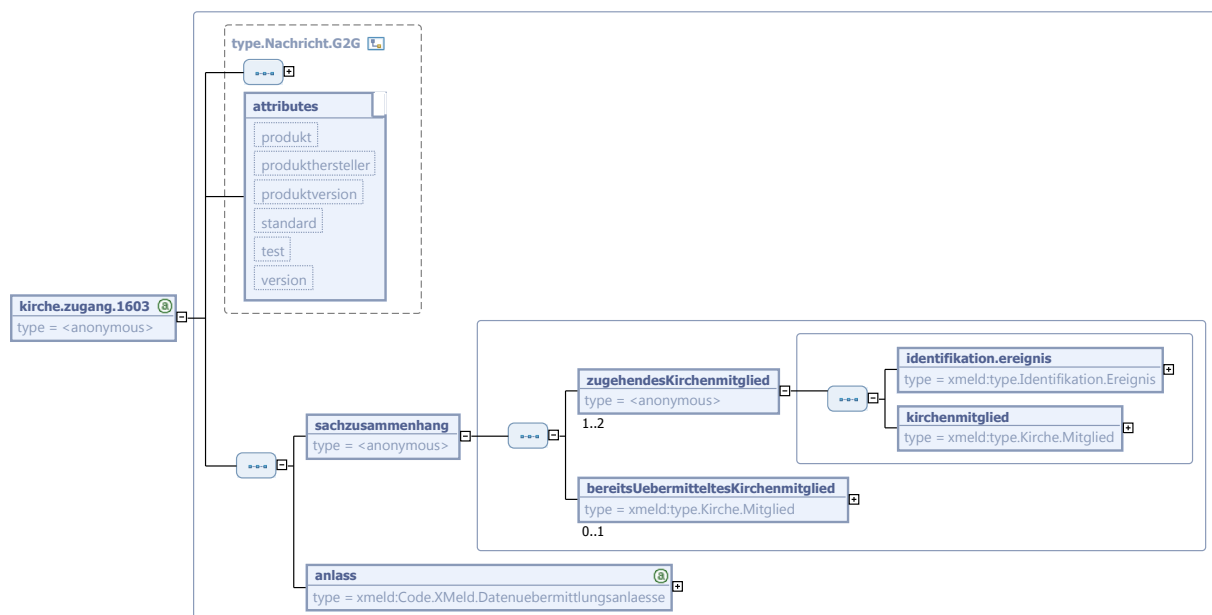 type.Nachricht.G2G
attributes
produkt
produkthersteller
produktversion
standard
test
version
kirche.zugang.1603 a
type = <anonymous>
sachzusammenhang
type = <anonymous>
zugehendesKirchenmitglied
type = <anonymous>
1..2
identifikation.ereignis
type = xmeld:type.Identifikation.Ereignis
kirchenmitglied
type = xmeld:type.Kirche.Mitglied
bereitsUebermitteltesKirchenmitglied
type = xmeld:type.Kirche.Mitglied
0..1
anlass a
type = xmeld:Code.XMeld.Datenuebermittlungsanlaesse